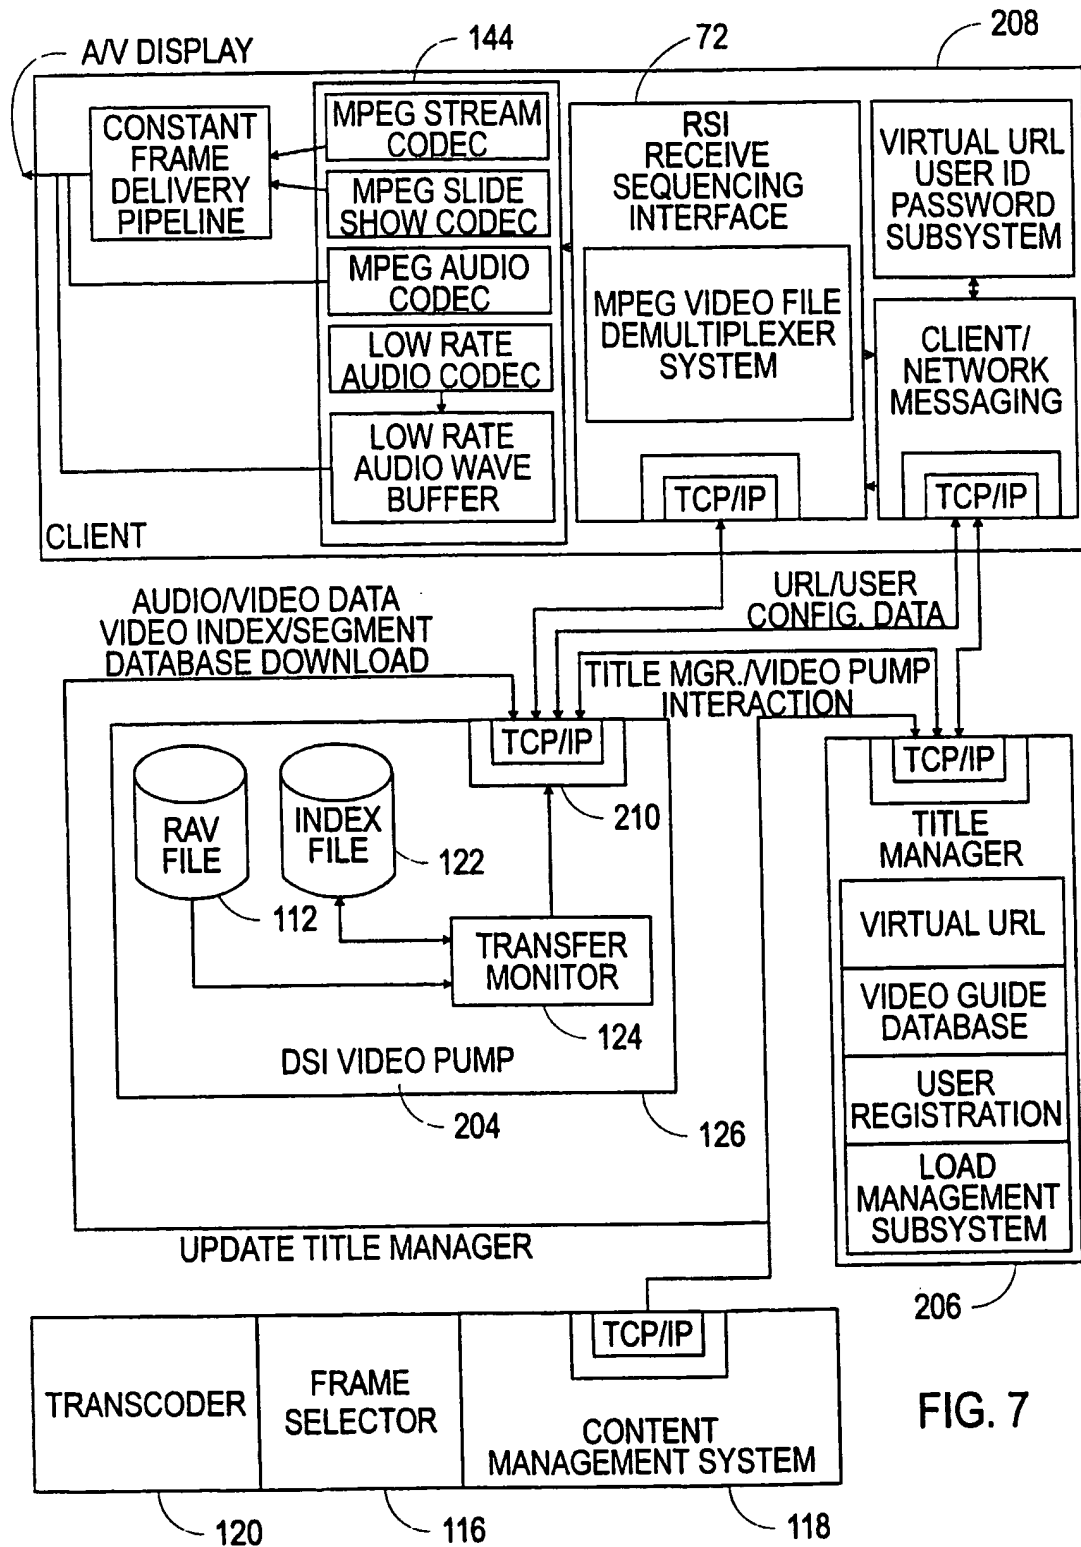 144
72
208
A/V DISPLAY
CONSTANT
FRAME
DELIVERY
PIPELINE
MPEG STREAM
CODEC
MPEG SLIDE
SHOW CODEC
MPEG AUDIO
CODEC
LOW RATE
AUDIO CODEC
LOW RATE
AUDIO WAVE
BUFFER
RSI
RECEIVE
SEQUENCING
INTERFACE
MPEG VIDEO FILE
DEMULTIPLEXER
SYSTEM
TCP/IP
VIRTUAL URL
USER ID
PASSWORD
SUBSYSTEM
CLIENT/
NETWORK
MESSAGING
TCP/IP
CLIENT
AUDIO/VIDEO DATA
VIDEO INDEX/SEGMENT
DATABASE DOWNLOAD
URL/USER
CONFIG. DATA
TITLE MGR./VIDEO PUMP
INTERACTION
TCP/IP
210
RAV
FILE
112
INDEX
FILE
122
TRANSFER
MONITOR
124
DSI VIDEO PUMP
204
126
TCP/IP
TITLE
MANAGER
VIRTUAL URL
VIDEO GUIDE
DATABASE
USER
REGISTRATION
LOAD
MANAGEMENT
SUBSYSTEM
206
UPDATE TITLE MANAGER
TRANSCODER
120
FRAME
SELECTOR
116
TCP/IP
CONTENT
MANAGEMENT SYSTEM
118
FIG. 7